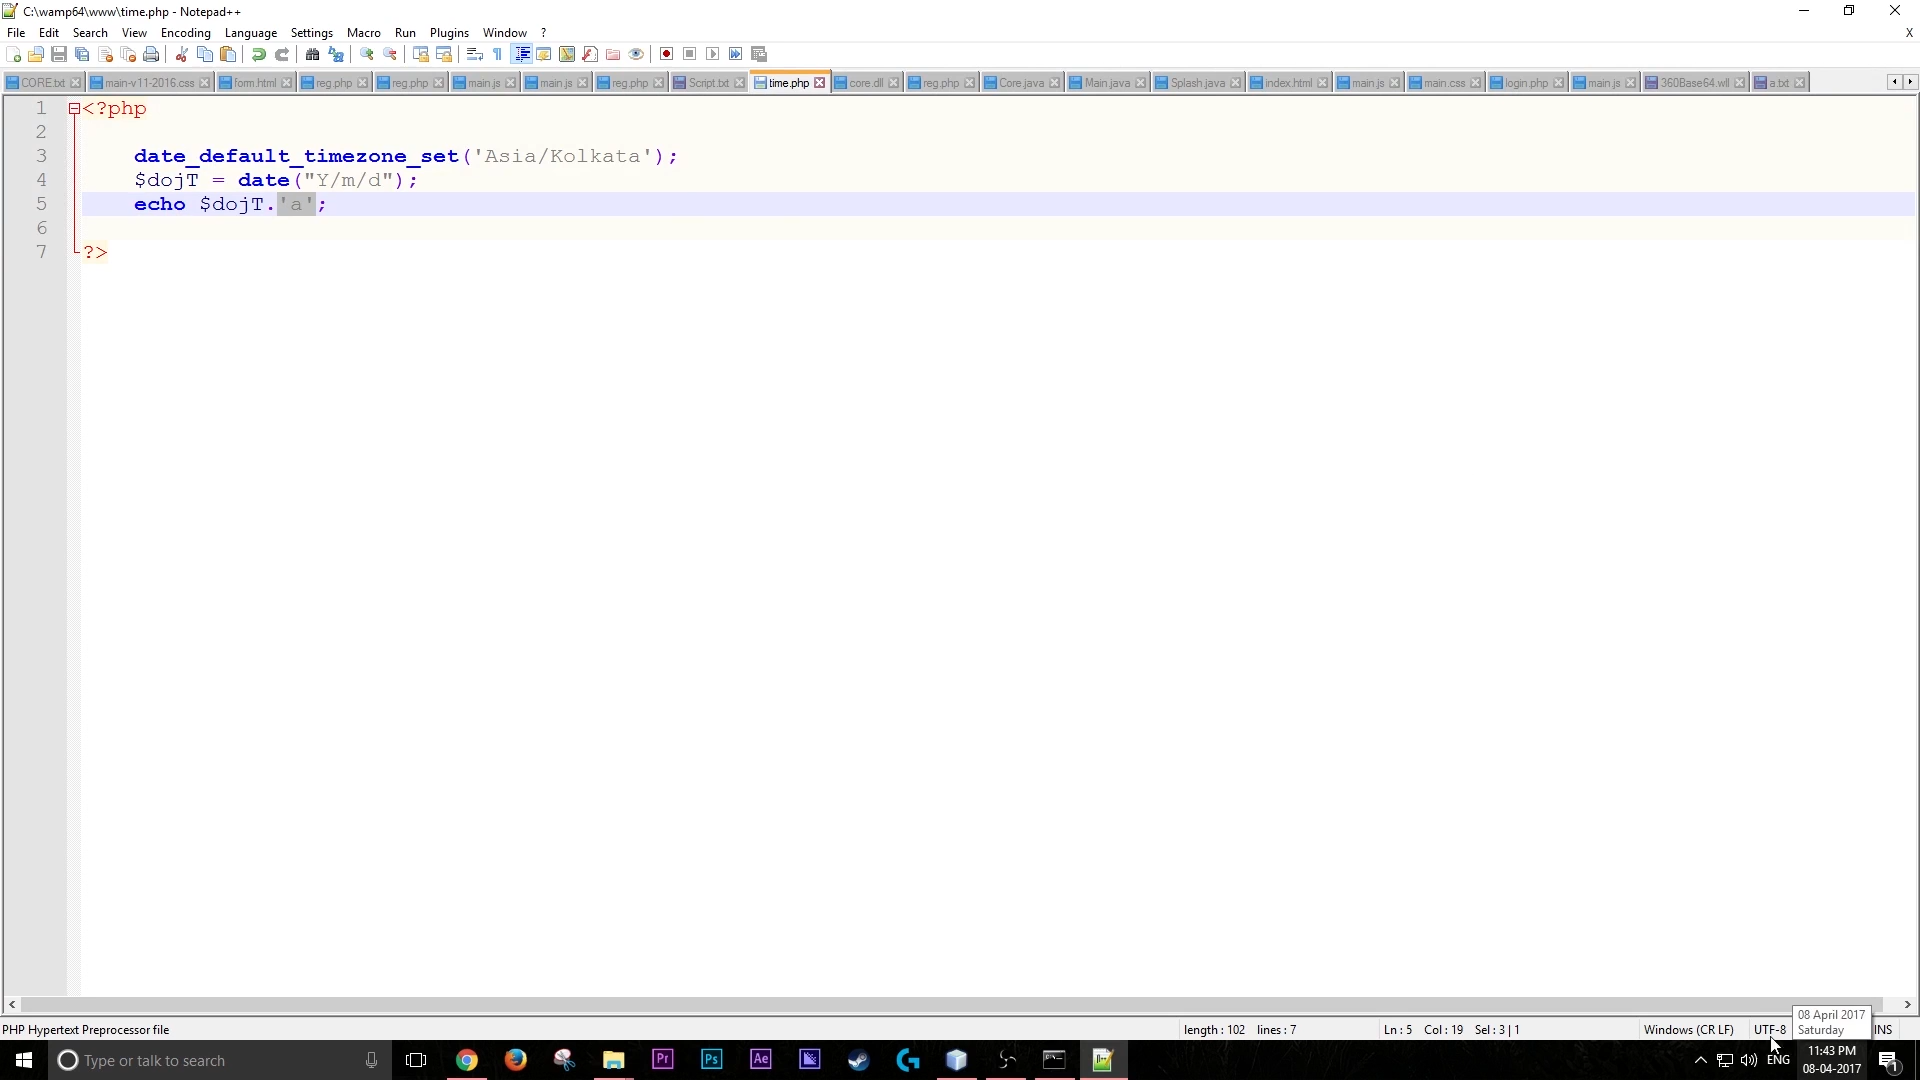 C:\wamp64\www\time.php - Notepad++
File Edit Search View Encoding Language Settings Macro Run Plugins Window ?
X
CORE.txt main-v11-2016.css form.html reg.php reg.php main.js main.js reg.php Script.txt time.php core.dll reg.php Core.java Main.java Splash.java index.html main.js main.css login.php main.js 360Base64.wll a.txt
1 <?php
2
3 date_default_timezone_set('Asia/Kolkata');
4 $dojT = date("Y/m/d");
5 echo $dojT.'a';
6
7 ?>
08 April 2017
Saturday
PHP Hypertext Preprocessor file length : 102 lines : 7 Ln : 5 Col : 19 Sel : 3 | 1 Windows (CR LF) UTF-8 INS
Type or talk to search
Pr Ps Ae
ENG
11:43 PM
08-04-2017
1